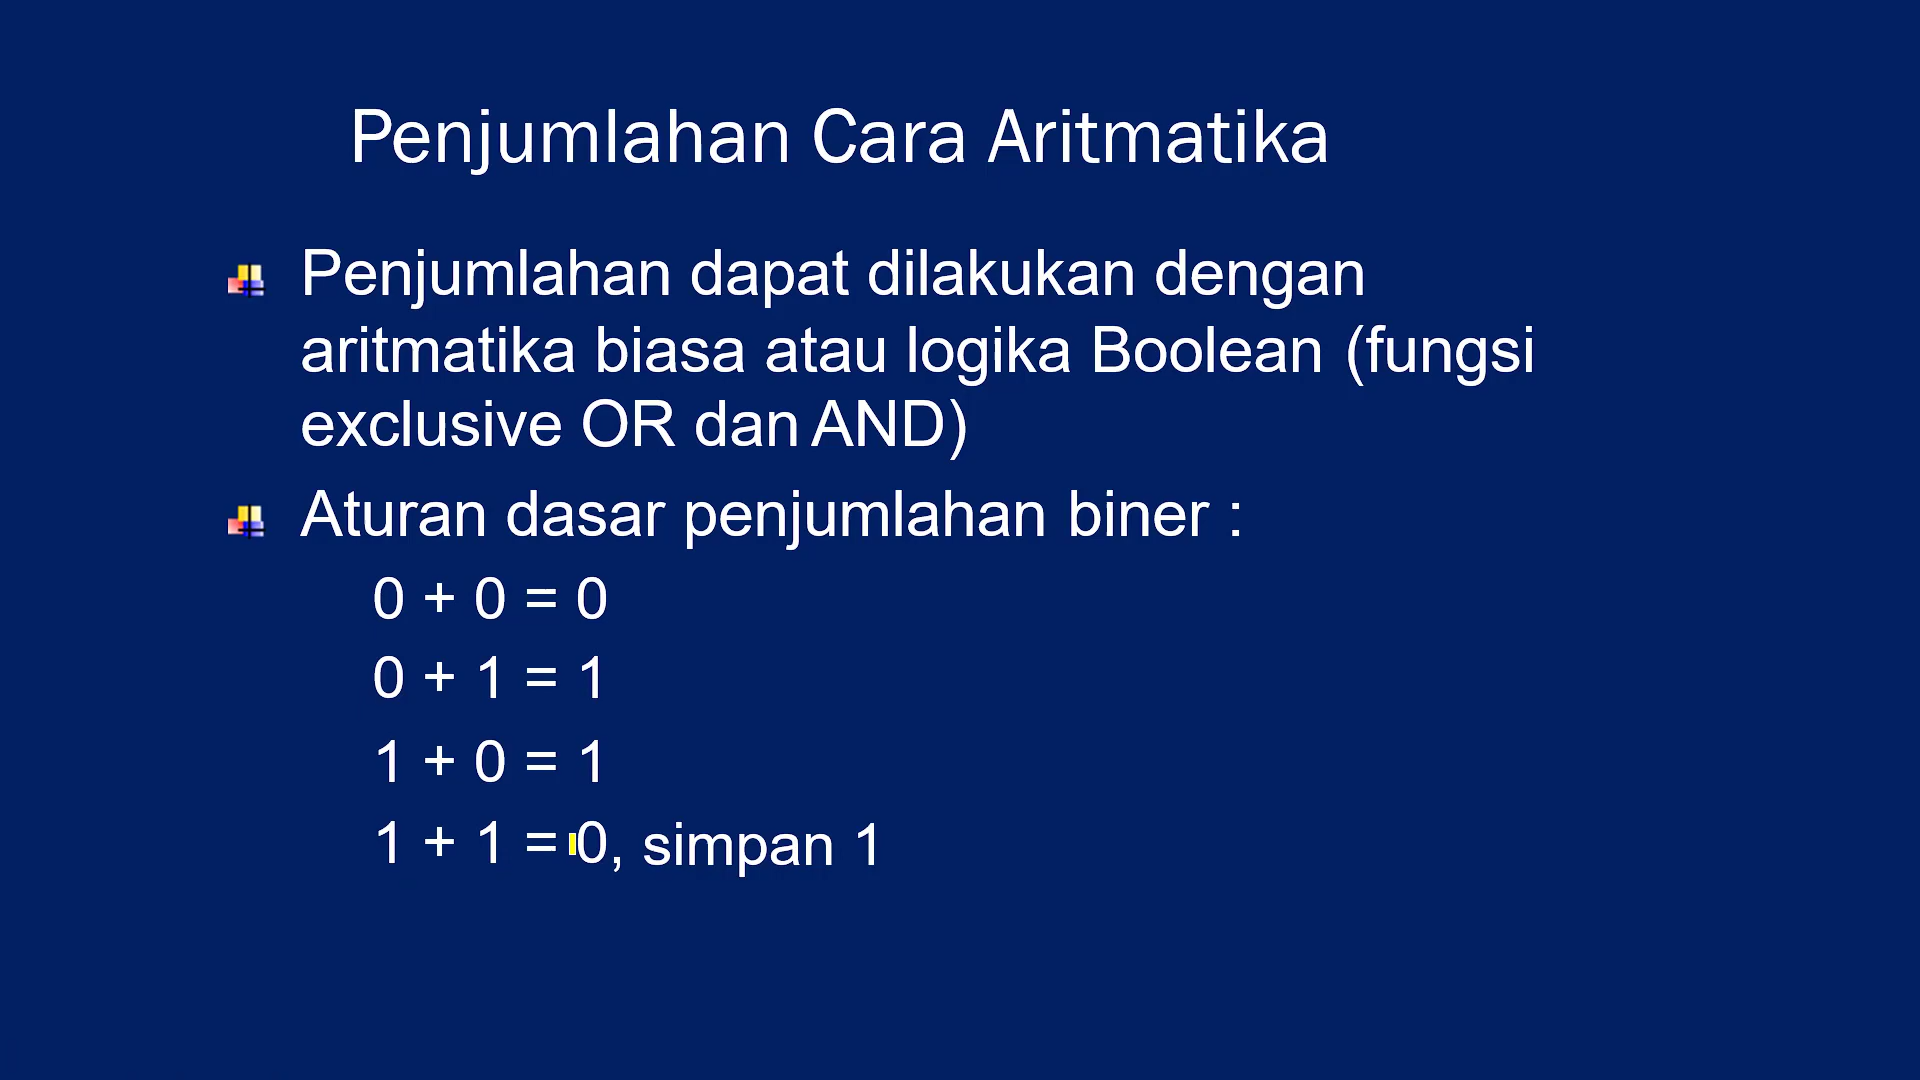 Penjumlahan Cara Aritmatika
Penjumlahan dapat dilakukan dengan
aritmatika biasa atau logika Boolean (fungsi
exclusive OR dan AND)
Aturan dasar penjumlahan biner :
0 + 0 = 0
0 + 1 = 1
1 + 0 = 1
1 + 1 = 0, simpan 1